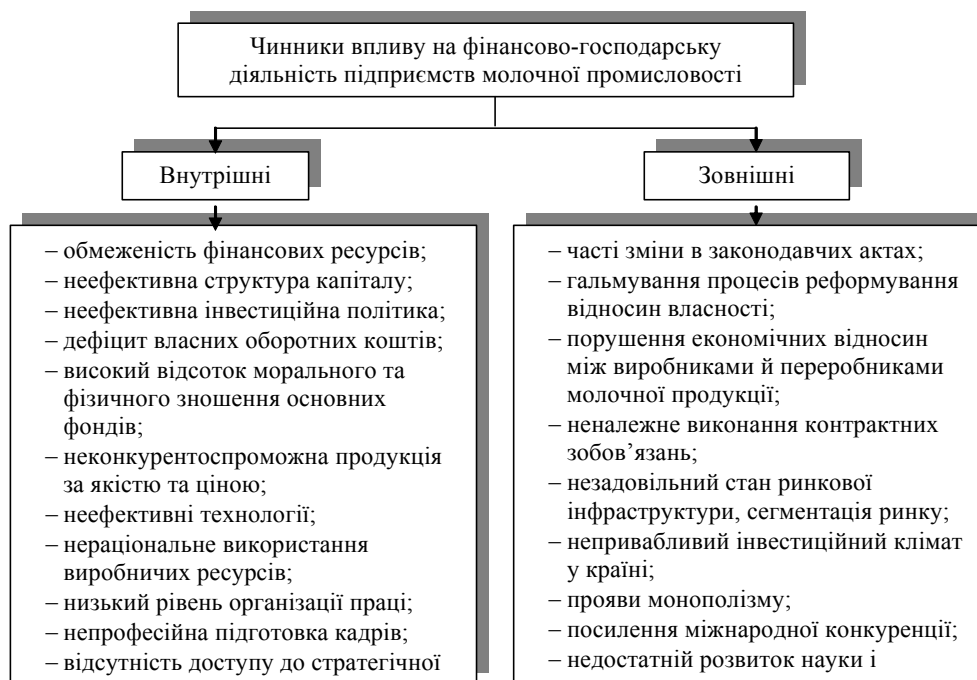 Чинники впливу на фінансово-господарську
діяльність підприємств молочної промисловості
Внутрішні
Зовнішні
– обмеженість фінансових ресурсів;
– неефективна структура капіталу;
– неефективна інвестиційна політика;
– дефіцит власних оборотних коштів;
– високий відсоток морального та
фізичного зношення основних
фондів;
– неконкурентоспроможна продукція
за якістю та ціною;
– неефективні технології;
– нераціональне використання
виробничих ресурсів;
– низький рівень організації праці;
– непрофесійна підготовка кадрів;
– відсутність доступу до стратегічної
– часті зміни в законодавчих актах;
– гальмування процесів реформування
відносин власності;
– порушення економічних відносин
між виробниками й переробниками
молочної продукції;
– неналежне виконання контрактних
зобов’язань;
– незадовільний стан ринкової
інфраструктури, сегментація ринку;
– непривабливий інвестиційний клімат
у країні;
– прояви монополізму;
– посилення міжнародної конкуренції;
– недостатній розвиток науки і